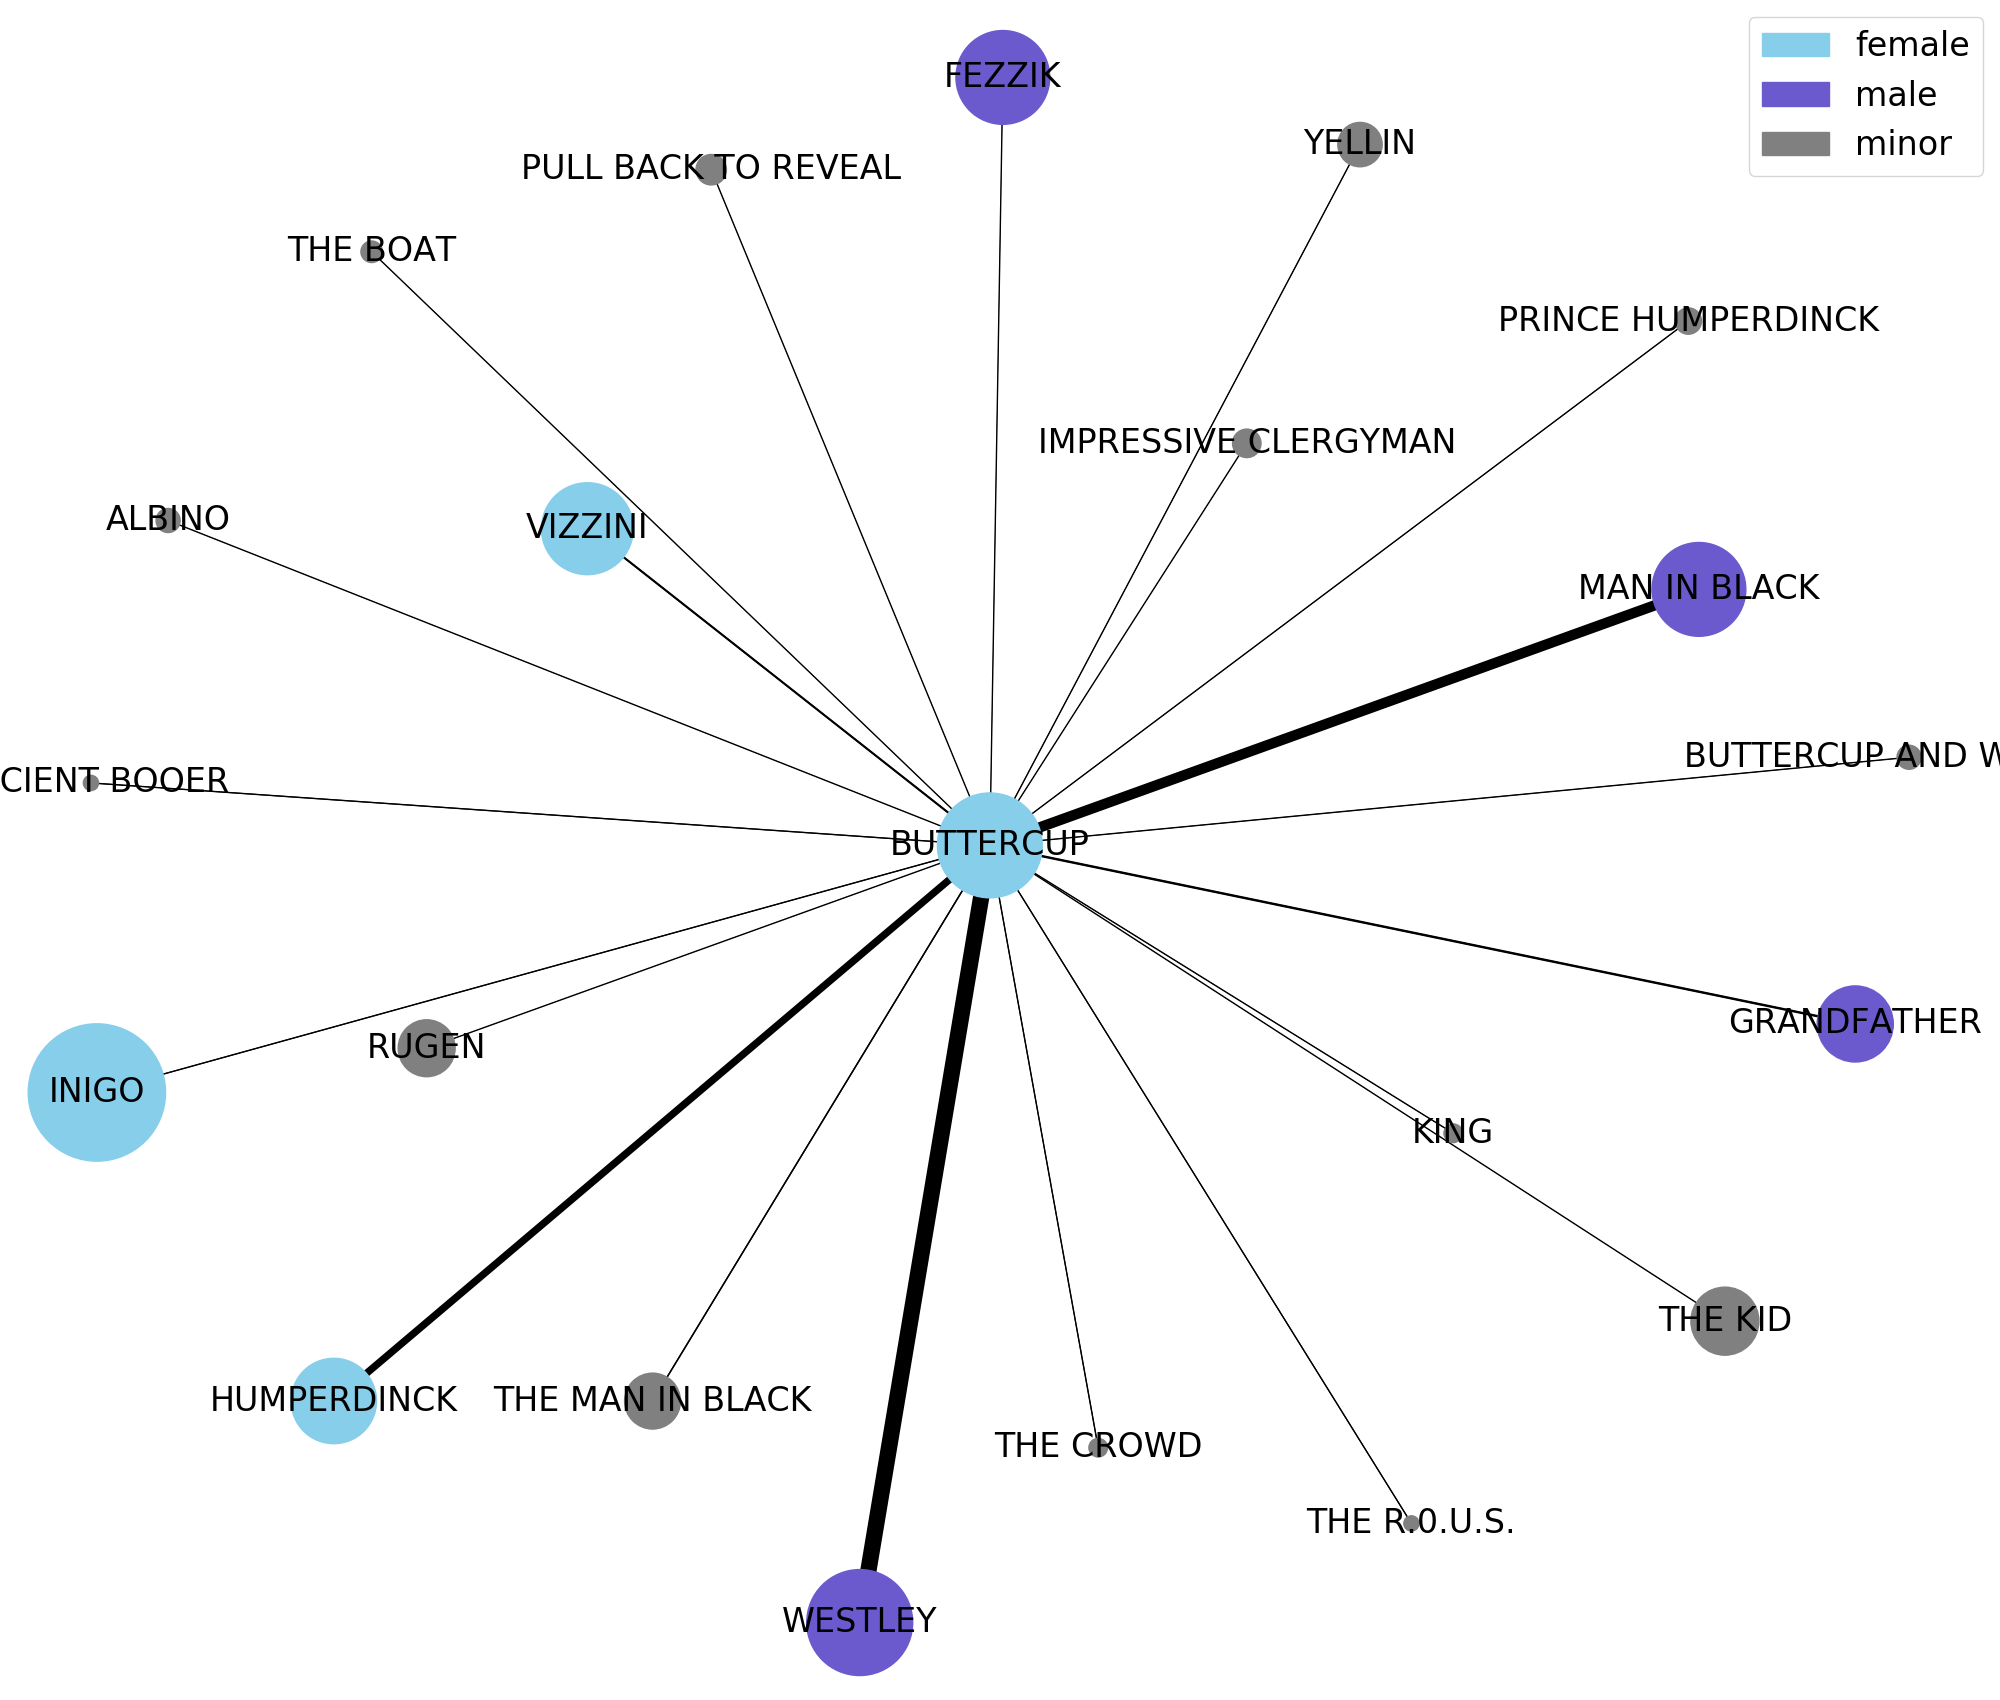 female
FEZZIK
male
YELLIN
minor
PULL BACK TO REVEAL
THE BOAT
PRINCE HUMPERDINCK
IMPRESSIVE CLERGYMAN
ALBINO
VIZZINI
MAN IN BLACK
BUTTERCUP AND W
CIENT BOOER
BUTTERCUP
GRANDFATHER
RUGEN
INIGO
KING
THE KID
HUMPERDINCK
THE MAN IN BLACK
THE CROWD
THE R.0.U.S.
WESTLEY